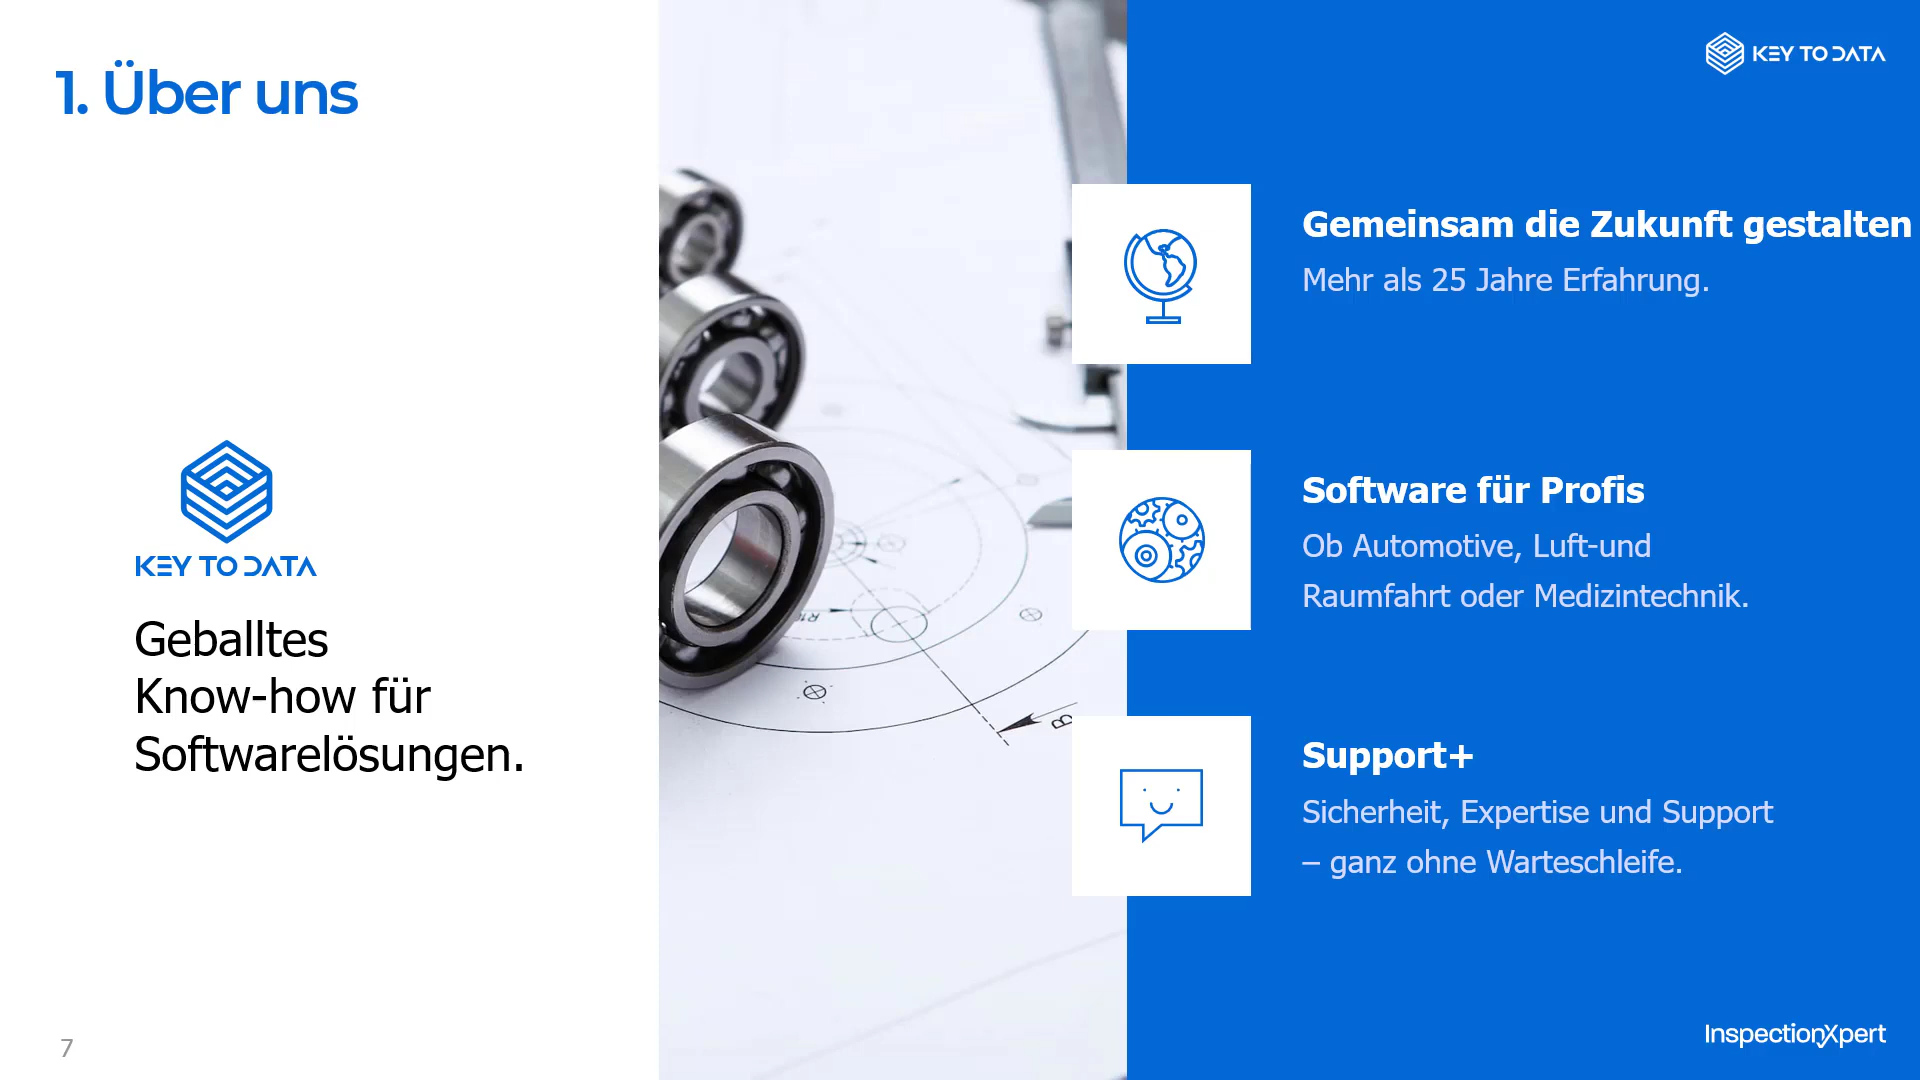 1. Über uns
KEY TO DATA
KEY TO DATA
Geballtes
Know-how für
Softwarelösungen.
Gemeinsam die Zukunft gestalten
Mehr als 25 Jahre Erfahrung.
Software für Profis
Ob Automotive, Luft-und
Raumfahrt oder Medizintechnik.
Support+
Sicherheit, Expertise und Support
– ganz ohne Warteschleife.
B
7
InspectionXpert